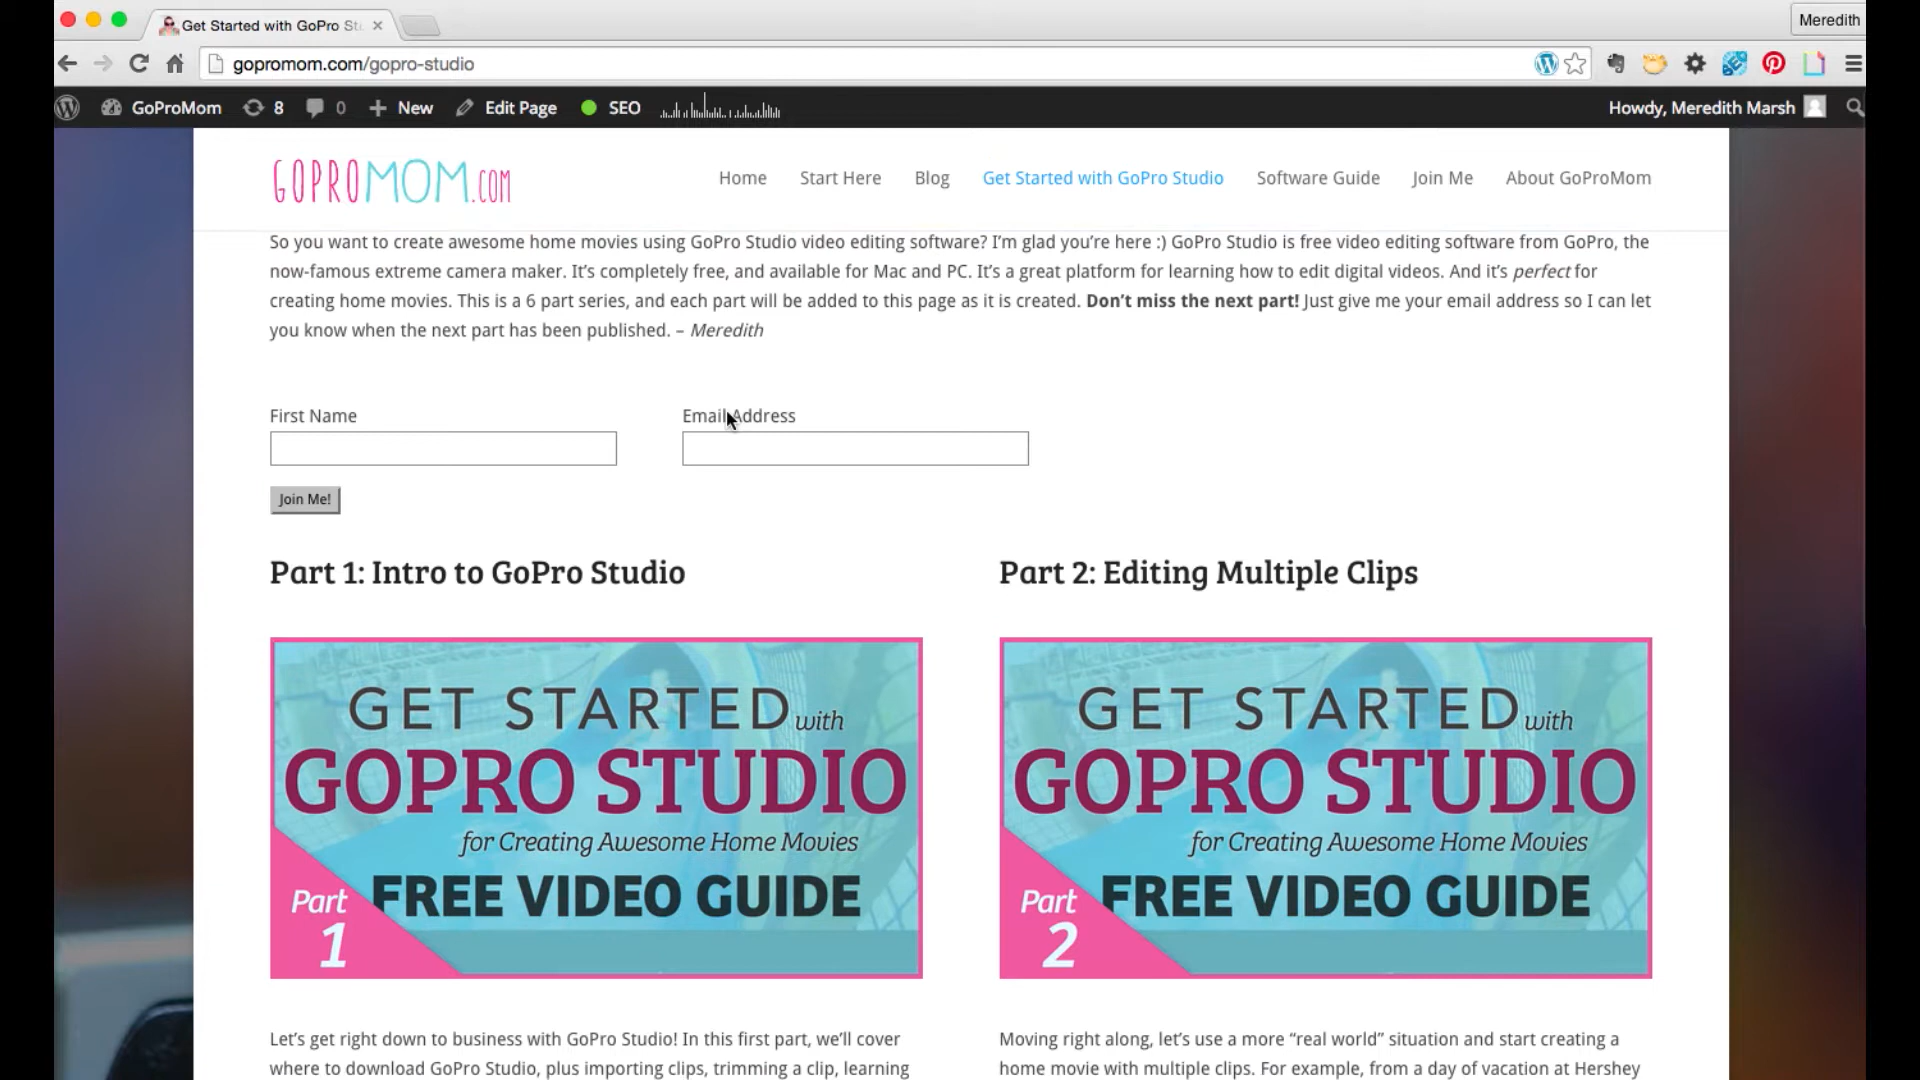 Get Started with GoPro St
Meredith
gopromom.com/gopro-studio
GoProMom 8 0 New Edit Page SEO Howdy, Meredith Marsh
GOPROMOM.COM
Home Start Here Blog Get Started with GoPro Studio Software Guide Join Me About GoProMom
So you want to create awesome home movies using GoPro Studio video editing software? I'm glad you're here :) GoPro Studio is free video editing software from GoPro, the
now-famous extreme camera maker. It's completely free, and available for Mac and PC. It's a great platform for learning how to edit digital videos. And it's perfect for
creating home movies. This is a 6 part series, and each part will be added to this page as it is created. Don't miss the next part! Just give me your email address so I can let
you know when the next part has been published. – Meredith
First Name
Email Address
Join Me!
Part 1: Intro to GoPro Studio
GET STARTED with
GOPRO STUDIO
for Creating Awesome Home Movies
FREE VIDEO GUIDE
Part
1
Let's get right down to business with GoPro Studio! In this first part, we'll cover
where to download GoPro Studio, plus importing clips, trimming a clip, learning
Part 2: Editing Multiple Clips
GET STARTED with
GOPRO STUDIO
for Creating Awesome Home Movies
FREE VIDEO GUIDE
Part
2
Moving right along, let's use a more “real world” situation and start creating a
home movie with multiple clips. For example, from a day of vacation at Hershey